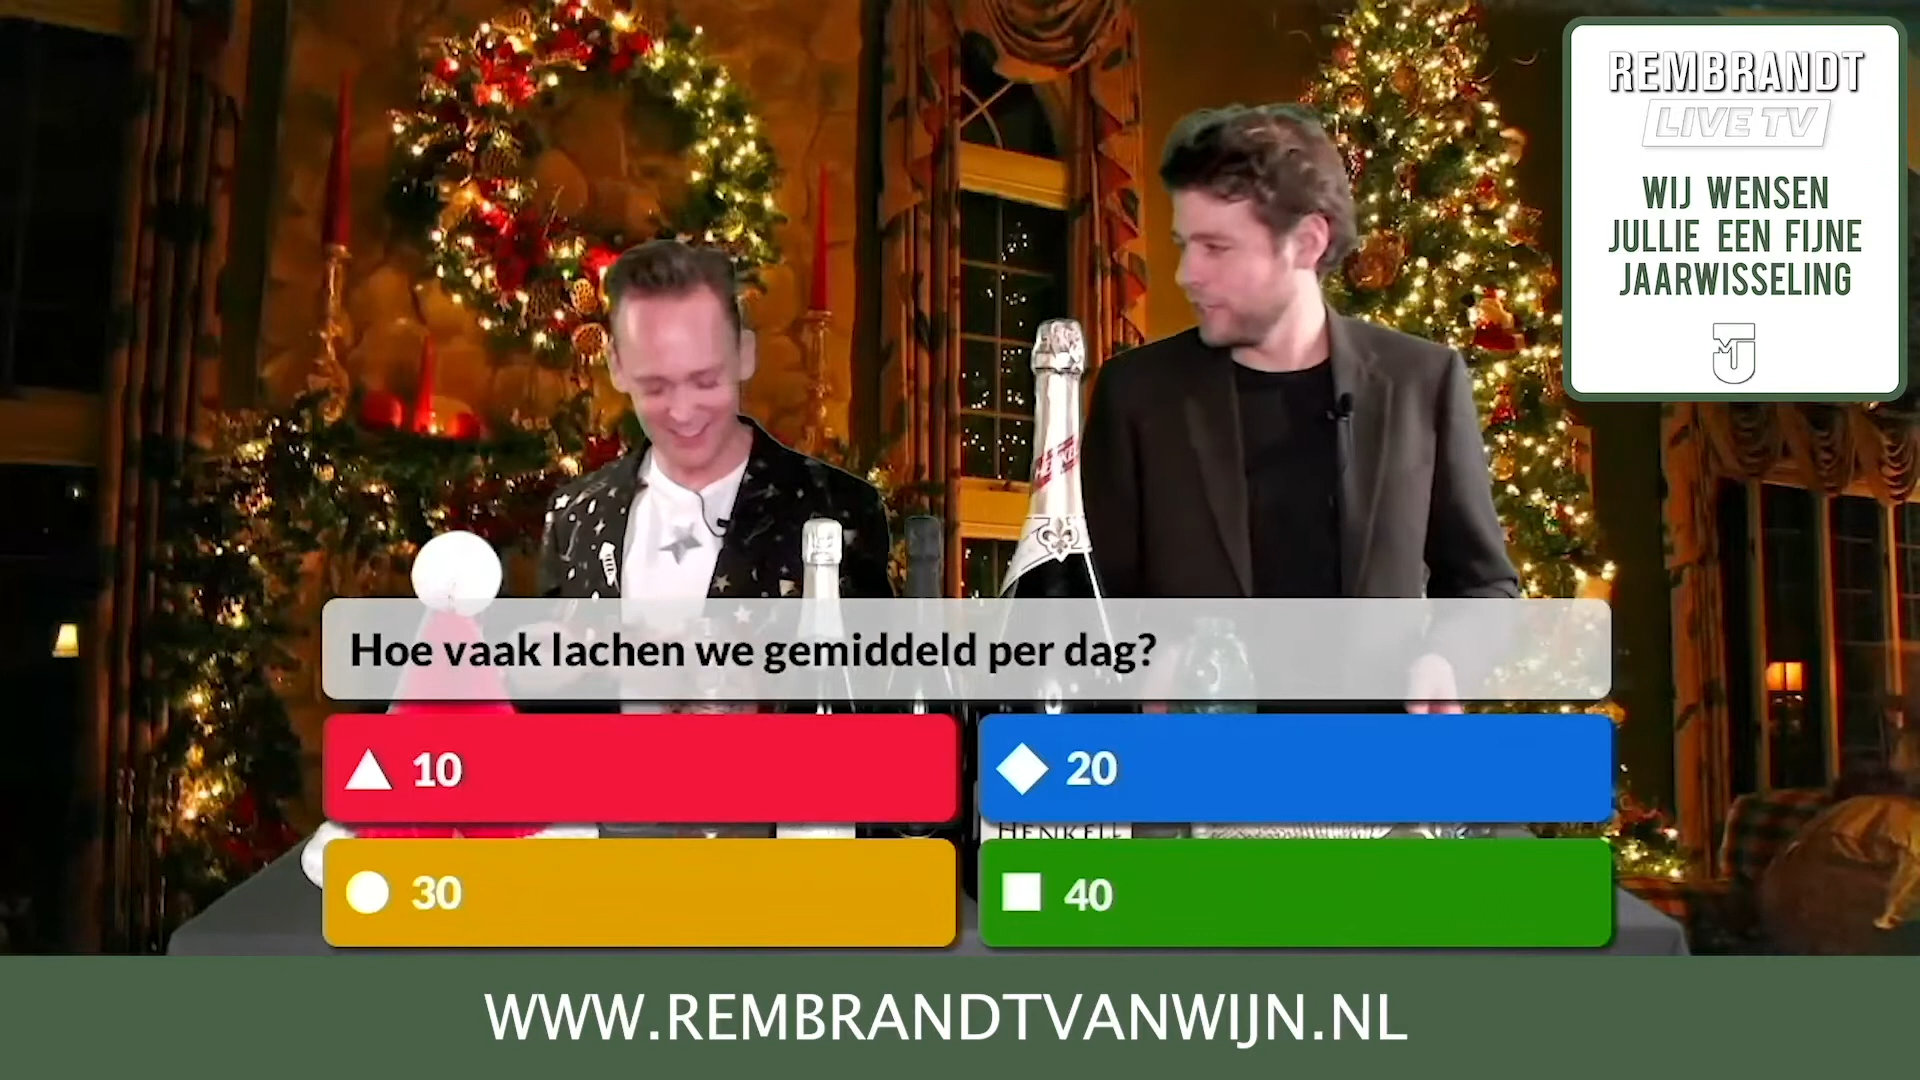 REMBRANDT
LIVE TV
WIJ WENSEN
JULLIE EEN FIJNE
JAARWISSELING
Hoe vaak lachen we gemiddeld per dag?
10
20
30
40
HENKELL
WWW.REMBRANDTVANWIJN.NL